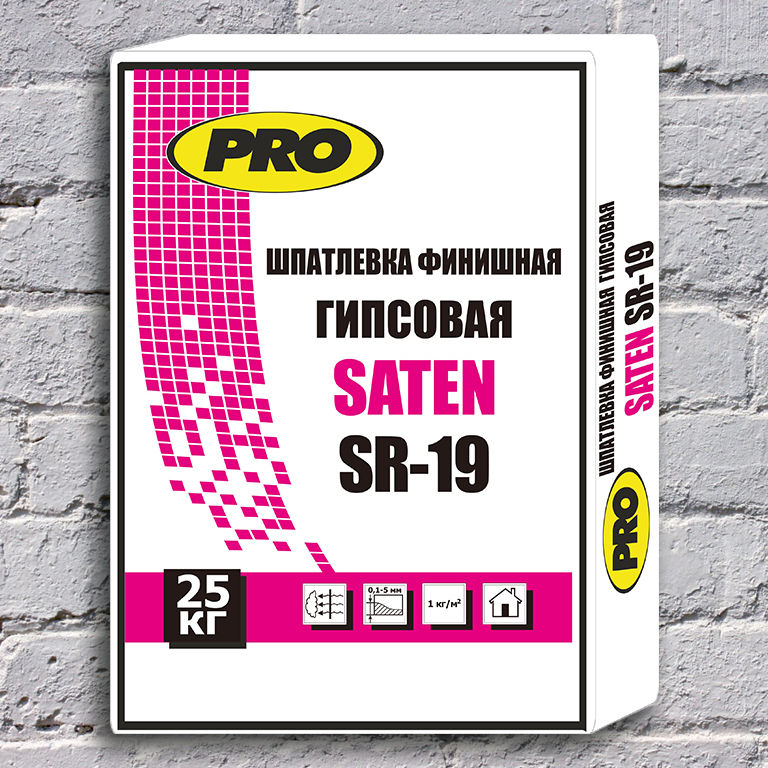 PRO
ШПАТЛЕВКА ФИНИШНАЯ
ГИПСОВАЯ
SATEN
SR-19
25
КГ
0,1-5 мм
1 кг/м²
ШПАТЛЕВКА ФИНИШНАЯ ГИПСОВАЯ
SATEN SR-19
PRO